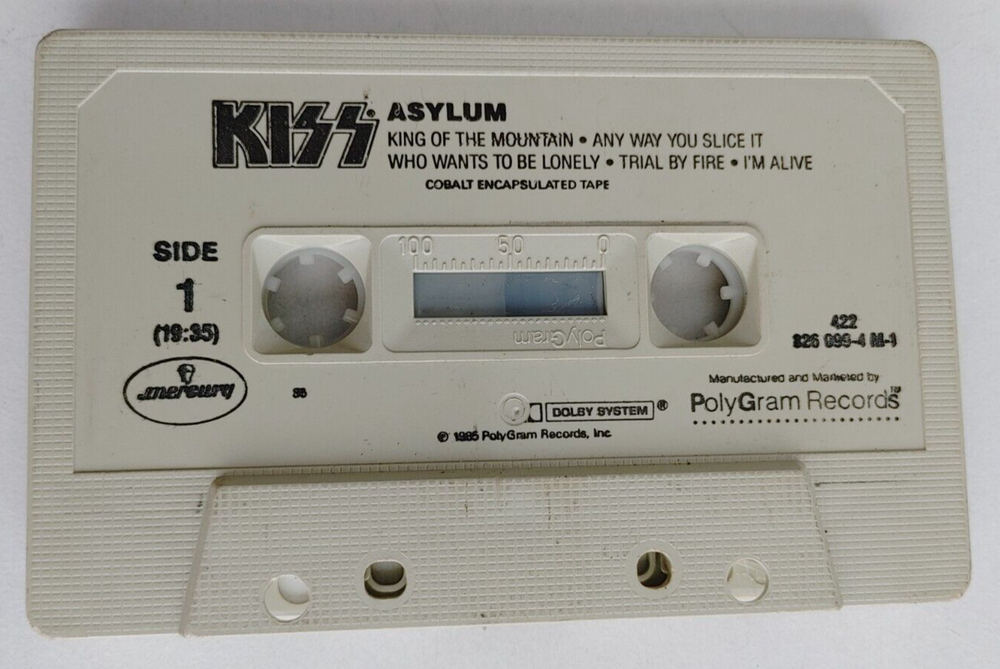 KISS® ASYLUM
KING OF THE MOUNTAIN • ANY WAY YOU SLICE IT
WHO WANTS TO BE LONELY • TRIAL BY FIRE • I'M ALIVE
COBALT ENCAPSULATED TAPE
100 50 0
PolyGram
SIDE
1
(19:35)
mercury
422
826 099-4 M-1
Manufactured and Marketed by
PolyGram Records™
DOLBY SYSTEM ®
℗ 1985 PolyGram Records, Inc.